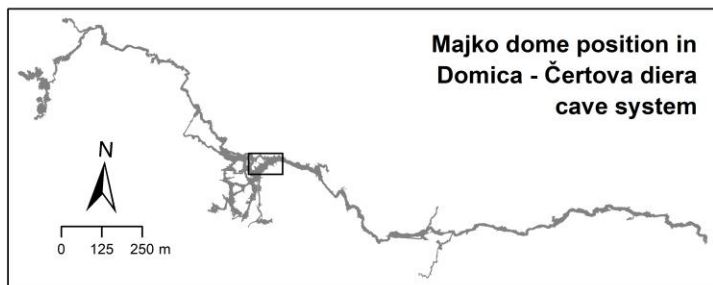 Majko dome position in
Domica - Čertova diera
cave system
N
0 125 250 m